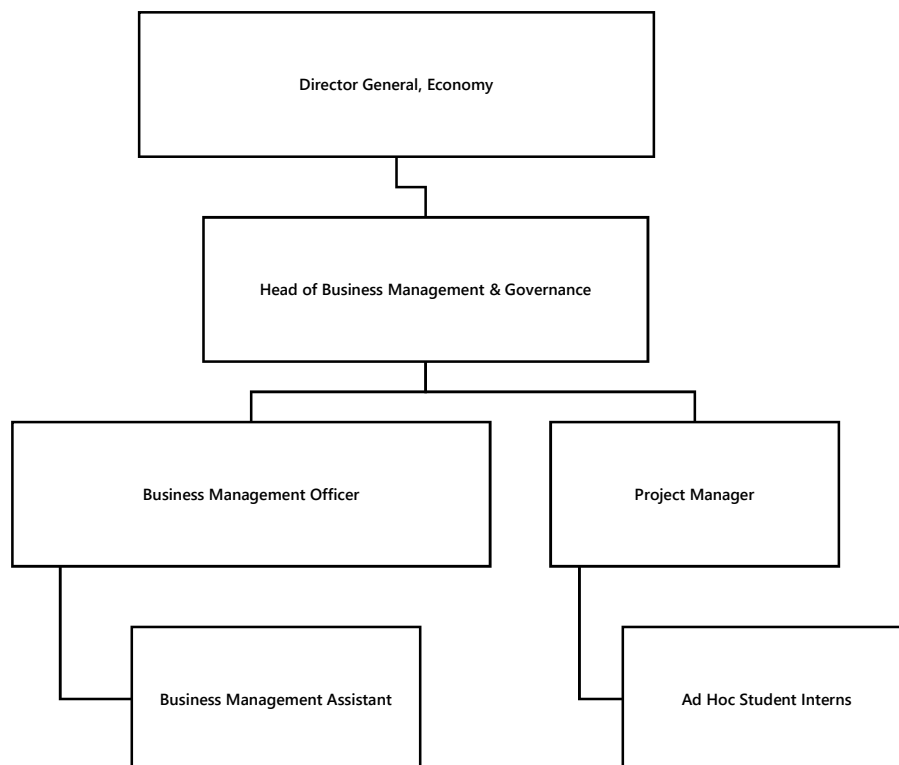 Director General, Economy
Head of Business Management & Governance
Business Management Officer
Project Manager
Business Management Assistant
Ad Hoc Student Interns